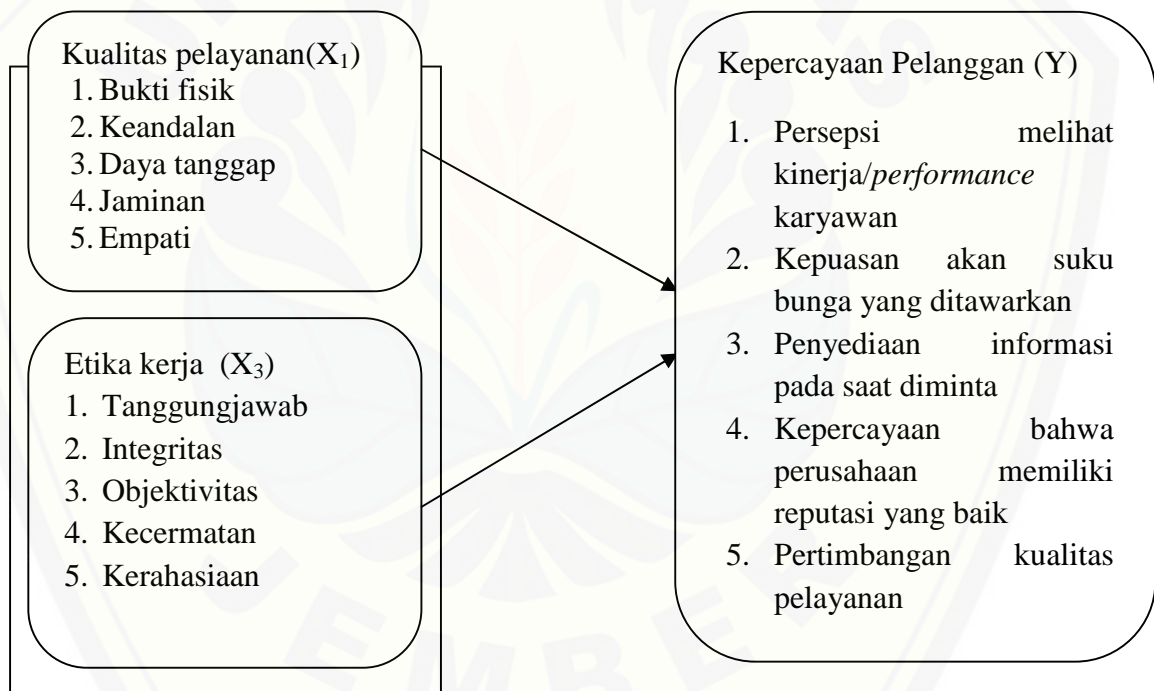 Kualitas pelayanan(X₁)
1. Bukti fisik
2. Keandalan
3. Daya tanggap
4. Jaminan
5. Empati
Etika kerja (X₃)
1. Tanggungjawab
2. Integritas
3. Objektivitas
4. Kecermatan
5. Kerahasiaan
Kepercayaan Pelanggan (Y)
1. Persepsi melihat
kinerja/performance
karyawan
2. Kepuasan akan suku
bunga yang ditawarkan
3. Penyediaan informasi
pada saat diminta
4. Kepercayaan bahwa
perusahaan memiliki
reputasi yang baik
5. Pertimbangan kualitas
pelayanan